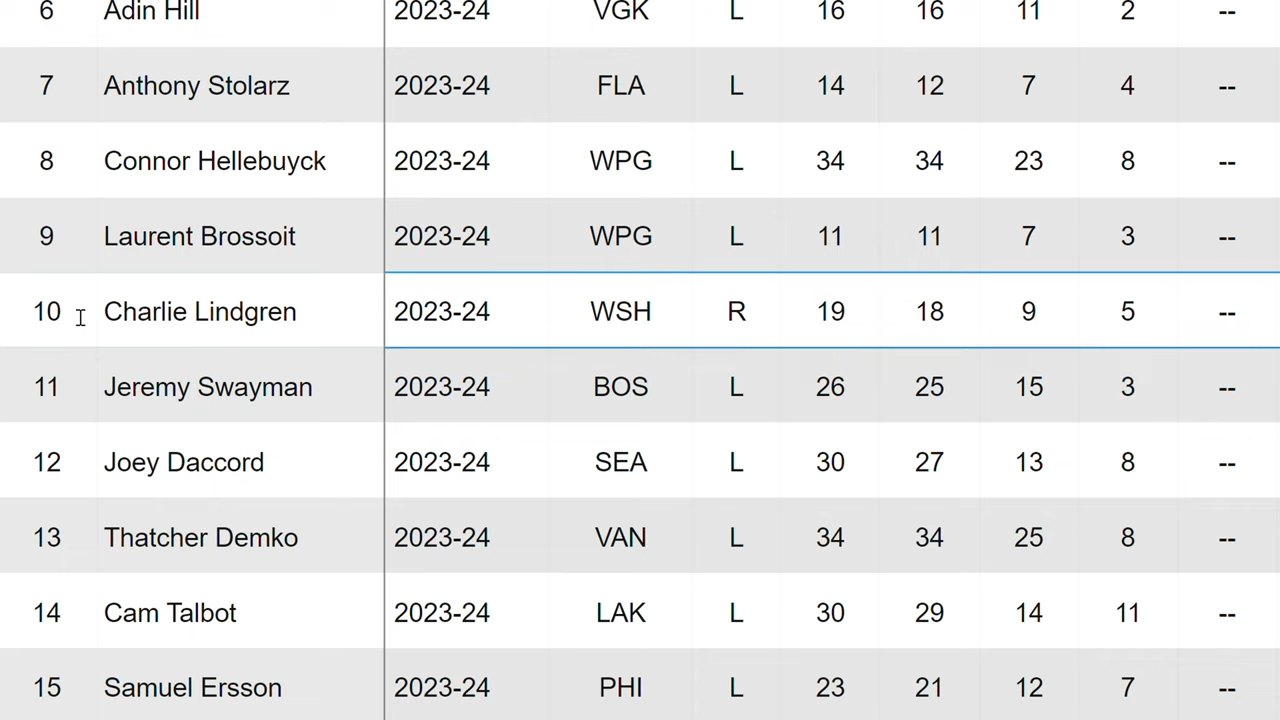 6 Adin Hill 2023-24 VGK L 16 16 11 2 --
7 Anthony Stolarz 2023-24 FLA L 14 12 7 4 --
8 Connor Hellebuyck 2023-24 WPG L 34 34 23 8 --
9 Laurent Brossoit 2023-24 WPG L 11 11 7 3 --
10 Charlie Lindgren 2023-24 WSH R 19 18 9 5 --
11 Jeremy Swayman 2023-24 BOS L 26 25 15 3 --
12 Joey Daccord 2023-24 SEA L 30 27 13 8 --
13 Thatcher Demko 2023-24 VAN L 34 34 25 8 --
14 Cam Talbot 2023-24 LAK L 30 29 14 11 --
15 Samuel Ersson 2023-24 PHI L 23 21 12 7 --